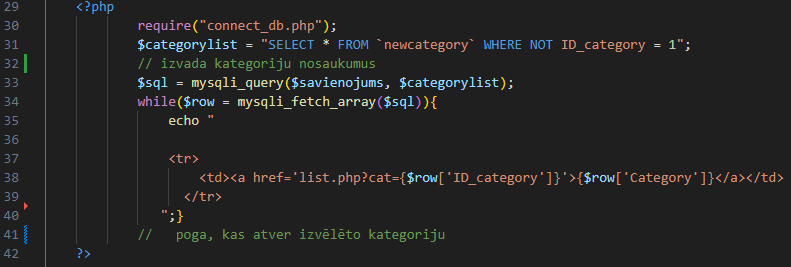 29 <?php
30 require("connect_db.php");
31 $categorylist = "SELECT * FROM `newcategory` WHERE NOT ID_category = 1";
32 // izvada kategoriju nosaukumus
33 $sql = mysqli_query($savienojums, $categorylist);
34 while($row = mysqli_fetch_array($sql)){
35 echo "
36
37 <tr>
38 <td><a href='list.php?cat={$row['ID_category']}'>{$row['Category']}</a></td>
39 </tr>
40 ";}
41 // poga, kas atver izvēlēto kategoriju
42 ?>